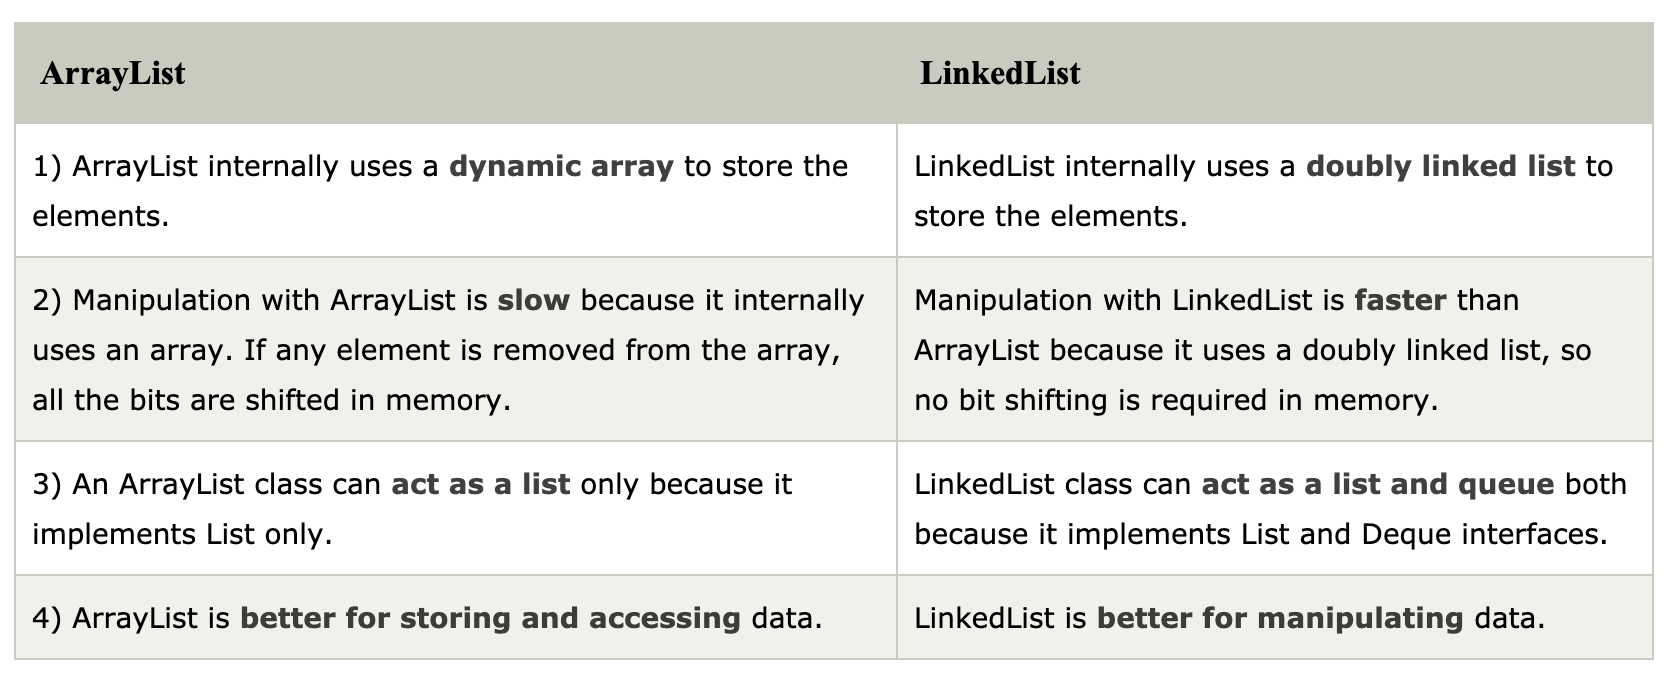 ArrayList
LinkedList
1) ArrayList internally uses a dynamic array to store the
elements.
LinkedList internally uses a doubly linked list to
store the elements.
2) Manipulation with ArrayList is slow because it internally
uses an array. If any element is removed from the array,
all the bits are shifted in memory.
Manipulation with LinkedList is faster than
ArrayList because it uses a doubly linked list, so
no bit shifting is required in memory.
3) An ArrayList class can act as a list only because it
implements List only.
LinkedList class can act as a list and queue both
because it implements List and Deque interfaces.
4) ArrayList is better for storing and accessing data.
LinkedList is better for manipulating data.